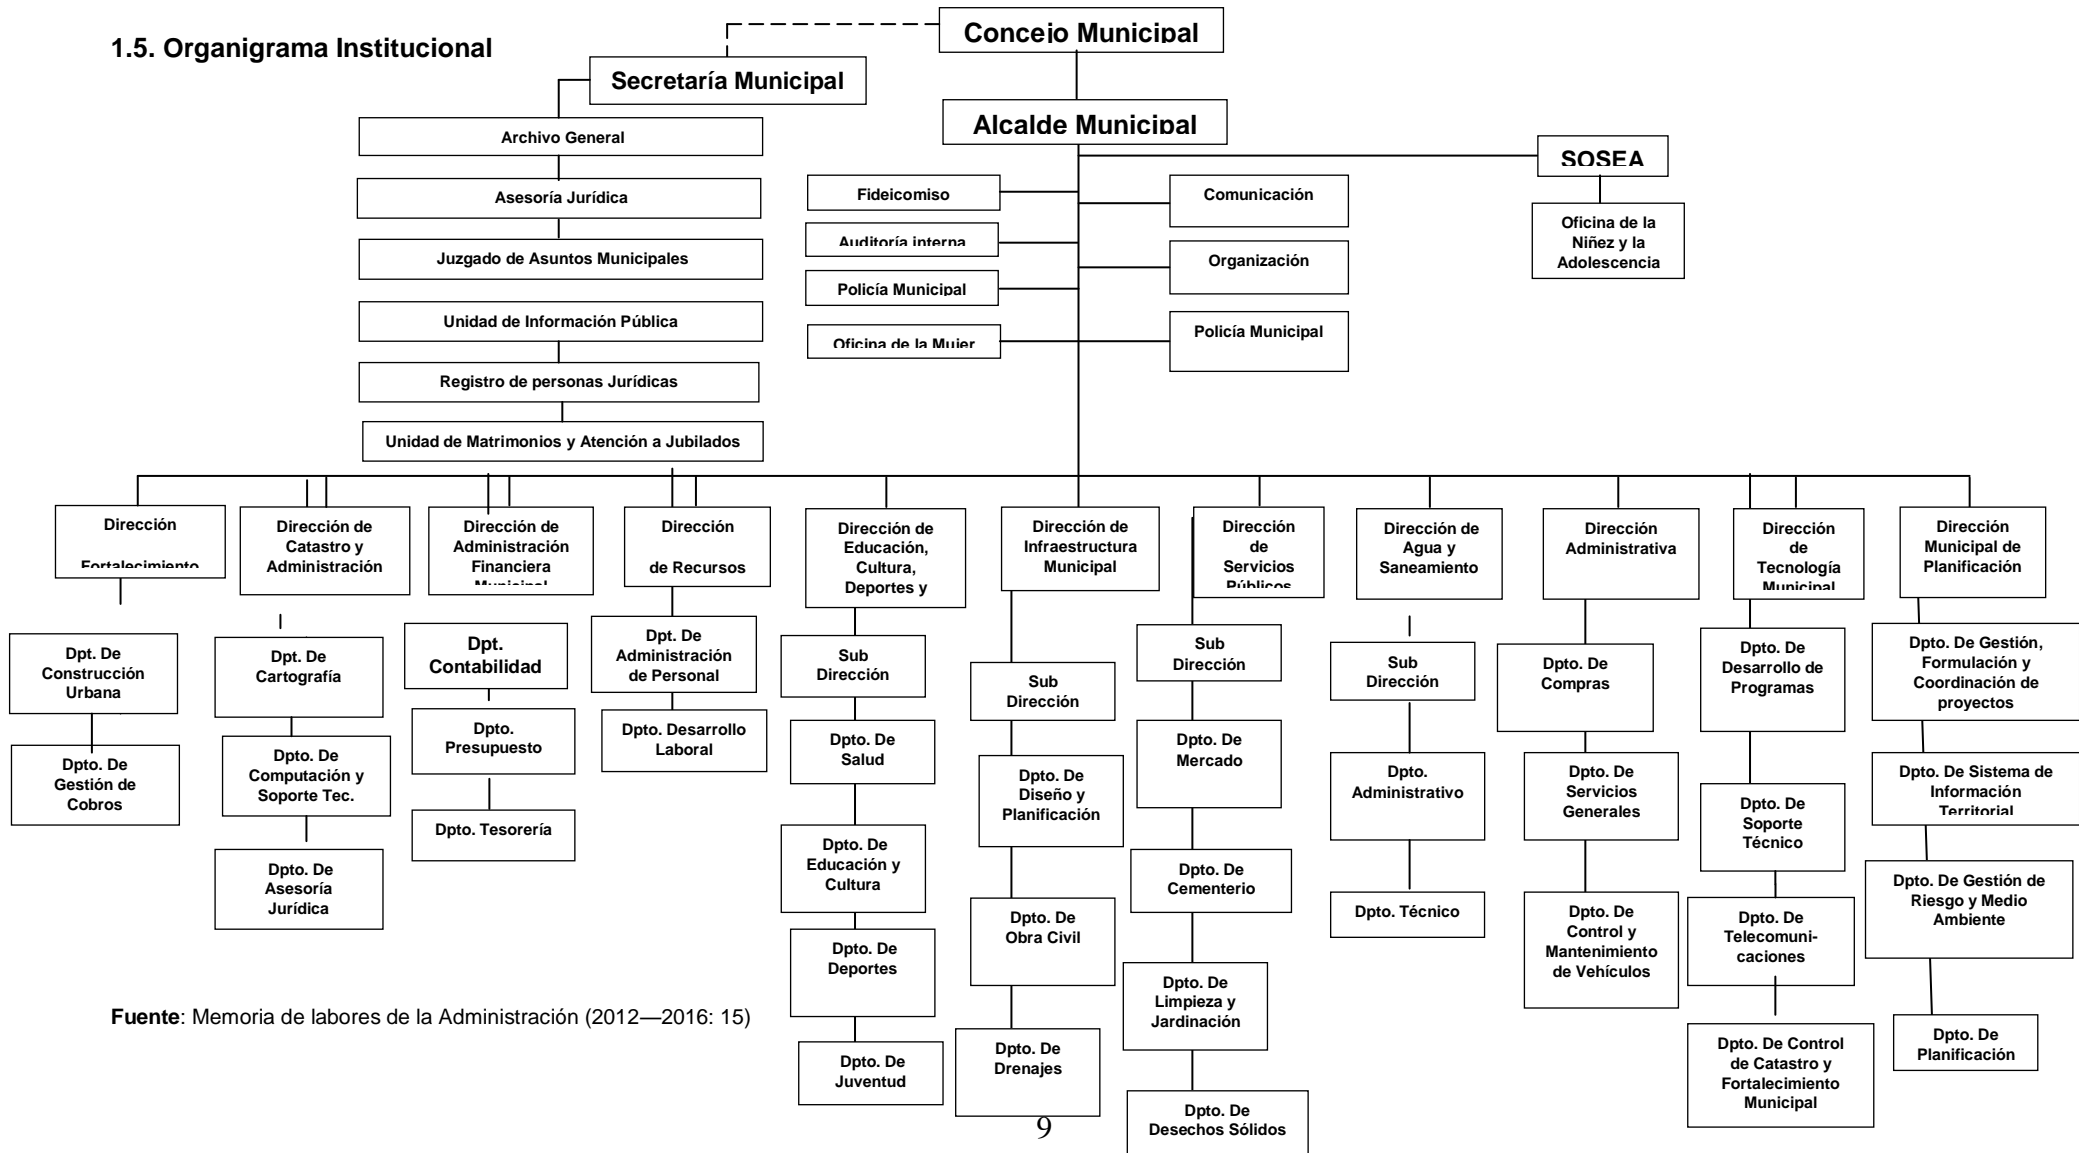 1.5. Organigrama Institucional
Concejo Municipal
Secretaría Municipal
Alcalde Municipal
Archivo General
Asesoría Jurídica
Juzgado de Asuntos Municipales
Unidad de Información Pública
Registro de personas Jurídicas
Unidad de Matrimonios y Atención a Jubilados
SOSEA
Oficina de la
Niñez y la
Adolescencia
Fideicomiso
Auditoría interna
Policía Municipal
Oficina de la Mujer
Comunicación
Organización
Policía Municipal
Dirección
Fortalecimiento
Dpt. De
Construcción
Urbana
Dpto. De
Gestión de
Cobros
Dirección de
Catastro y
Administración
Dpt. De
Cartografía
Dpto. De
Computación y
Soporte Tec.
Dpto. De
Asesoría
Jurídica
Dirección de
Administración
Financiera
Municipal
Dpt.
Contabilidad
Dpto.
Presupuesto
Dpto. Tesorería
Dirección
de Recursos
Dpt. De
Administración
de Personal
Dpto. Desarrollo
Laboral
Dirección de
Educación,
Cultura,
Deportes y
Sub
Dirección
Dpto. De
Salud
Dpto. De
Educación y
Cultura
Dpto. De
Deportes
Dpto. De
Juventud
Dirección de
Infraestructura
Municipal
Sub
Dirección
Dpto. De
Diseño y
Planificación
Dpto. De
Obra Civil
Dpto. De
Drenajes
Dirección
de
Servicios
Públicos
Sub
Dirección
Dpto. De
Mercado
Dpto. De
Cementerio
Dpto. De
Limpieza y
Jardinación
Dpto. De
Desechos Sólidos
Dirección de
Agua y
Saneamiento
Sub
Dirección
Dpto.
Administrativo
Dpto. Técnico
Dirección
Administrativa
Dpto. De
Compras
Dpto. De
Servicios
Generales
Dpto. De
Control y
Mantenimiento
de Vehículos
Dirección
de
Tecnología
Municipal
Dpto. De
Desarrollo de
Programas
Dpto. De
Soporte
Técnico
Dpto. De
Telecomuni-
caciones
Dpto. De Control
de Catastro y
Fortalecimiento
Municipal
Dirección
Municipal de
Planificación
Dpto. De Gestión,
Formulación y
Coordinación de
proyectos
Dpto. De Sistema de
Información
Territorial
Dpto. De Gestión de
Riesgo y Medio
Ambiente
Dpto. De
Planificación
Fuente: Memoria de labores de la Administración (2012—2016: 15)
9